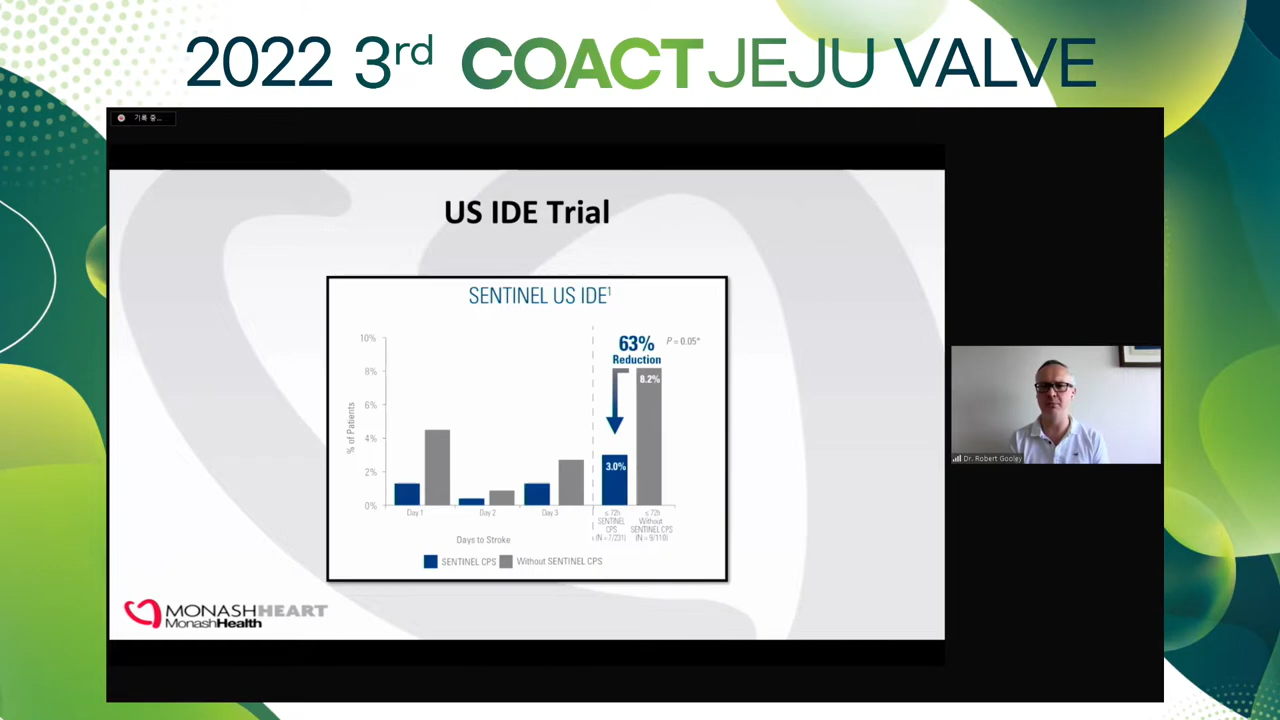 2022 3rd COACT JEJU VALVE
기록 중...
US IDE Trial
SENTINEL US IDE¹
63%
Reduction
P = 0.05*
10%
8%
6%
4%
2%
0%
% of Patients
8.2%
3.0%
Day 1
Day 2
Day 3
≤ 72h
SENTINEL
CPS
(N = 7/231)
≤ 72h
Without
SENTINEL CPS
(N = 9/110)
Days to Stroke
SENTINEL CPS
Without SENTINEL CPS
MONASHHEART
MonashHealth
Dr. Robert Gooley